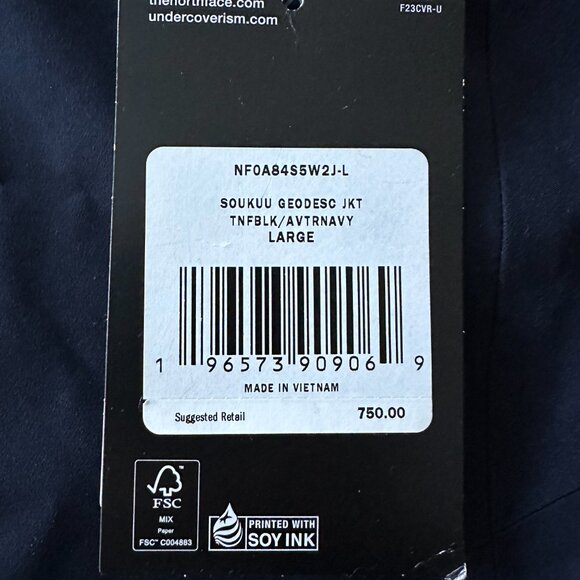 thenorthface.com
undercoverism.com
F23CVR-U
NF0A84S5W2J-L
SOUKUU GEODESC JKT
TNFBLK/AVTRNAVY
LARGE
1 96573 90906 9
MADE IN VIETNAM
Suggested Retail 750.00
FSC
MIX
Paper
FSC™ C004883
PRINTED WITH
SOY INK